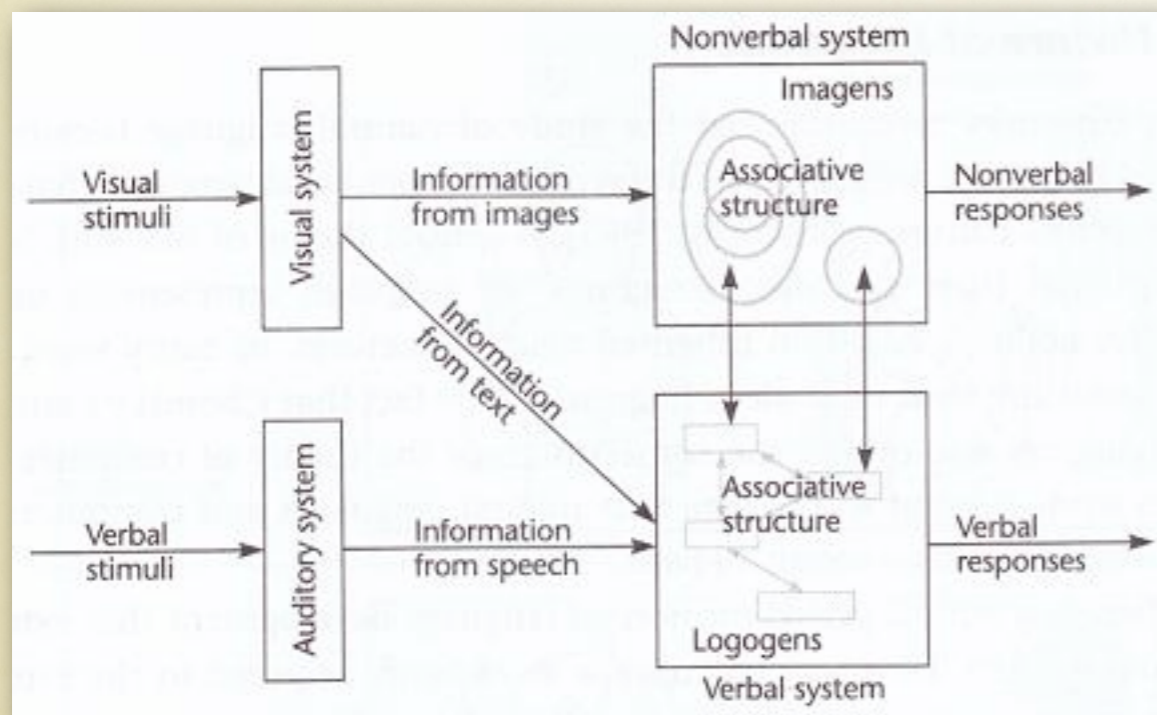 Nonverbal system
Imagens
Associative
structure
Visual
stimuli
Visual system
Information
from images
Nonverbal
responses
Information
from text
Verbal
stimuli
Auditory system
Information
from speech
Associative
structure
Verbal
responses
Logogens
Verbal system